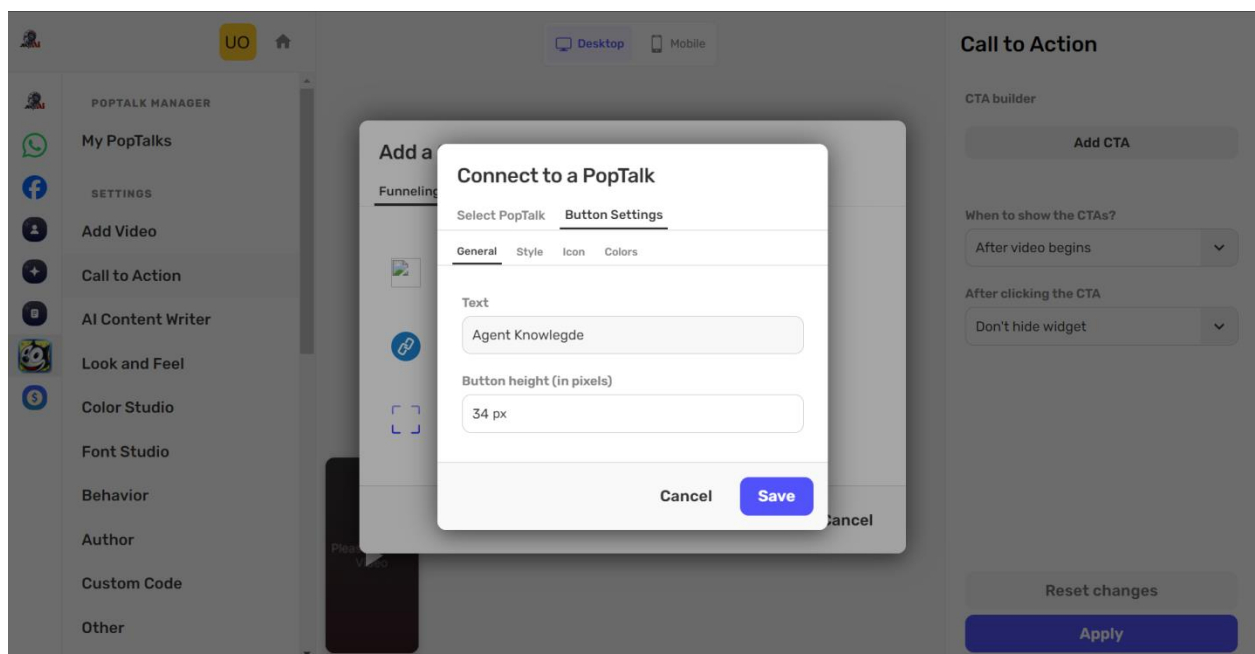 UO
Desktop
Mobile
Call to Action
POPTALK MANAGER
My PopTalks
SETTINGS
Add Video
Call to Action
AI Content Writer
Look and Feel
Color Studio
Font Studio
Behavior
Author
Custom Code
Other
Add a
Funneling
Connect to a PopTalk
Select PopTalk Button Settings
General Style Icon Colors
Text
Agent Knowlegde
Button height (in pixels)
34 px
Cancel Save
Cancel
Video
CTA builder
Add CTA
When to show the CTAs?
After video begins
After clicking the CTA
Don't hide widget
Reset changes
Apply